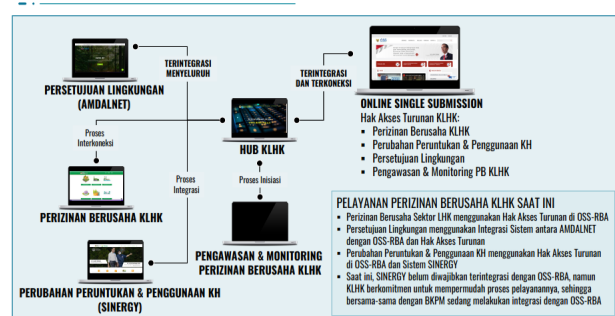 TERINTEGRASI
MENYELURUH
PERSETUJUAN LINGKUNGAN
(AMDALNET)
TERINTEGRASI
DAN TERKONEKSI
ONLINE SINGLE SUBMISSION
Hak Akses Turunan KLHK:
▪ Perizinan Berusaha KLHK
▪ Perubahan Peruntukan & Penggunaan KH
▪ Persetujuan Lingkungan
▪ Pengawasan & Monitoring PB KLHK
HUB KLHK
Proses
Interkoneksi
Proses
Integrasi
Proses Inisiasi
PERIZINAN BERUSAHA KLHK
PENGAWASAN & MONITORING
PERIZINAN BERUSAHA KLHK
PERUBAHAN PERUNTUKAN & PENGGUNAAN KH
(SINERGY)
PELAYANAN PERIZINAN BERUSAHA KLHK SAAT INI
▪ Perizinan Berusaha Sektor LHK menggunakan Hak Akses Turunan di OSS-RBA
▪ Persetujuan Lingkungan menggunakan Integrasi Sistem antara AMDALNET
dengan OSS-RBA dan Hak Akses Turunan
▪ Perubahan Peruntukan & Penggunaan KH menggunakan Hak Akses Turunan
di OSS-RBA dan Sistem SINERGY
▪ Saat ini, SINERGY belum diwajibkan terintegrasi dengan OSS-RBA, namun
KLHK berkomitmen untuk mempermudah proses pelayanannya, sehingga
bersama-sama dengan BKPM sedang melakukan integrasi dengan OSS-RBA